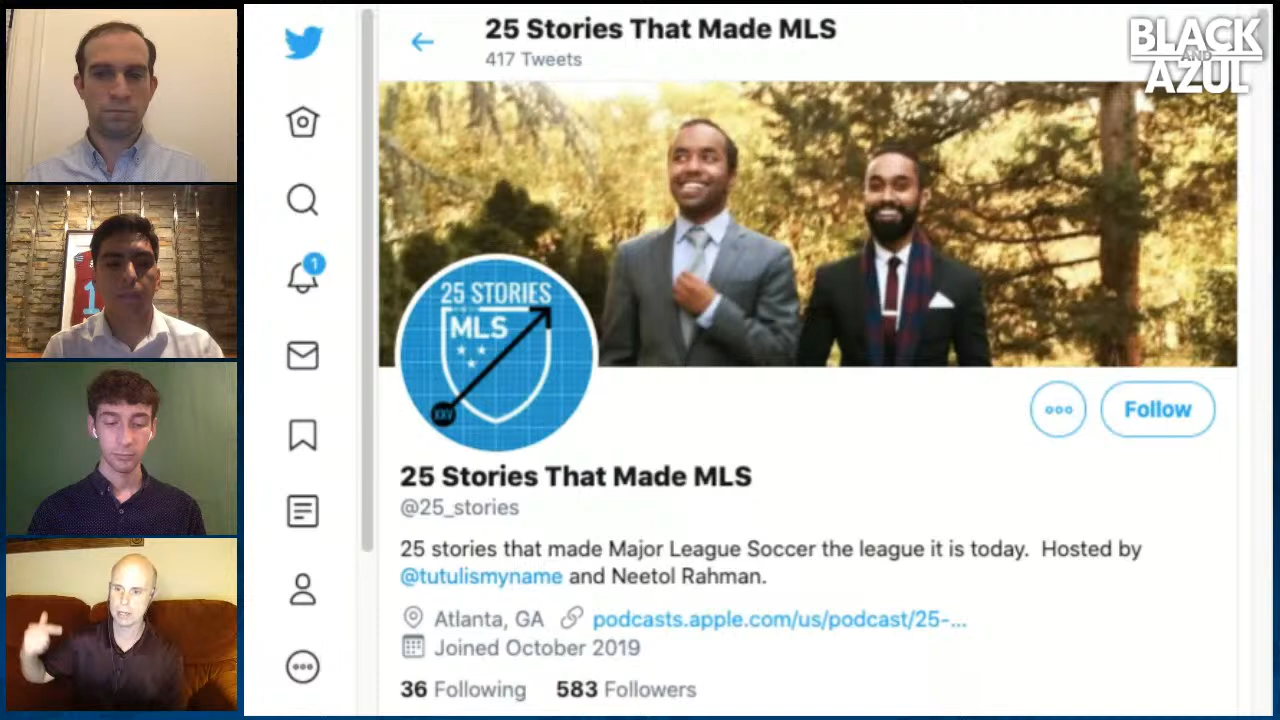 25 Stories That Made MLS
417 Tweets
BLACK
AND
AZUL
1
25 STORIES
MLS
XXV
Follow
25 Stories That Made MLS
@25_stories
25 stories that made Major League Soccer the league it is today. Hosted by
@tutulismyname and Neetol Rahman.
Atlanta, GA podcasts.apple.com/us/podcast/25-...
Joined October 2019
36 Following 583 Followers